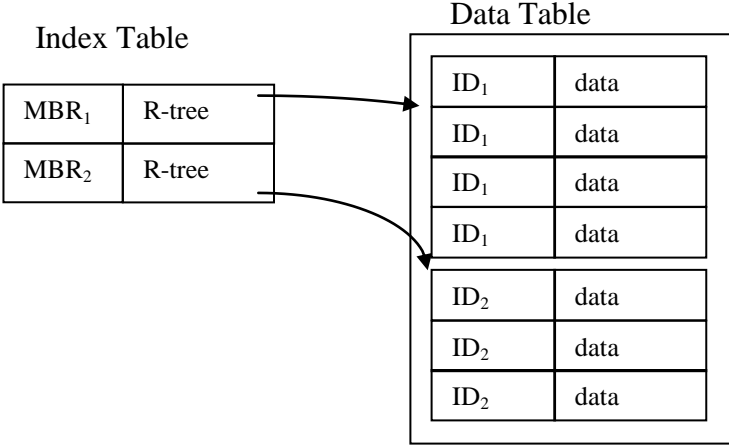 Data Table
Index Table
MBR₁ R-tree
MBR₂ R-tree
ID₁ data
ID₁ data
ID₁ data
ID₁ data
ID₂ data
ID₂ data
ID₂ data